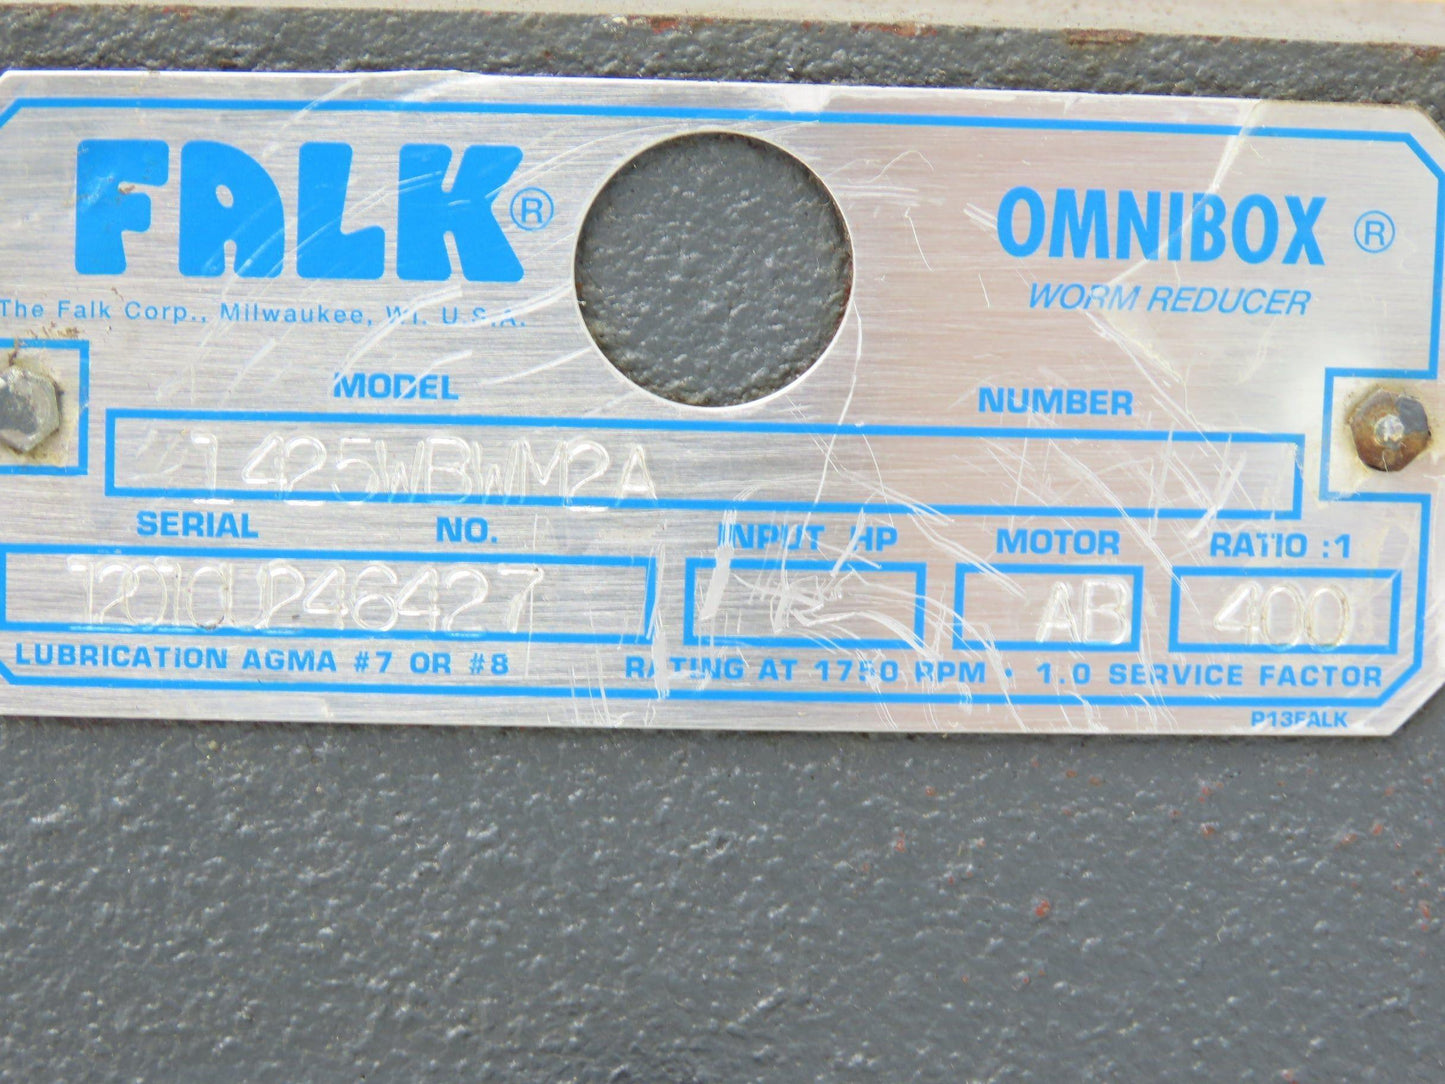 FALK®
The Falk Corp., Milwaukee, WI. U.S.A.
OMNIBOX ®
WORM REDUCER
MODEL NUMBER
1425WBWM2A
SERIAL NO. INPUT HP MOTOR RATIO :1
AB 400
LUBRICATION AGMA #7 OR #8 RATING AT 1750 RPM • 1.0 SERVICE FACTOR
P13FALK